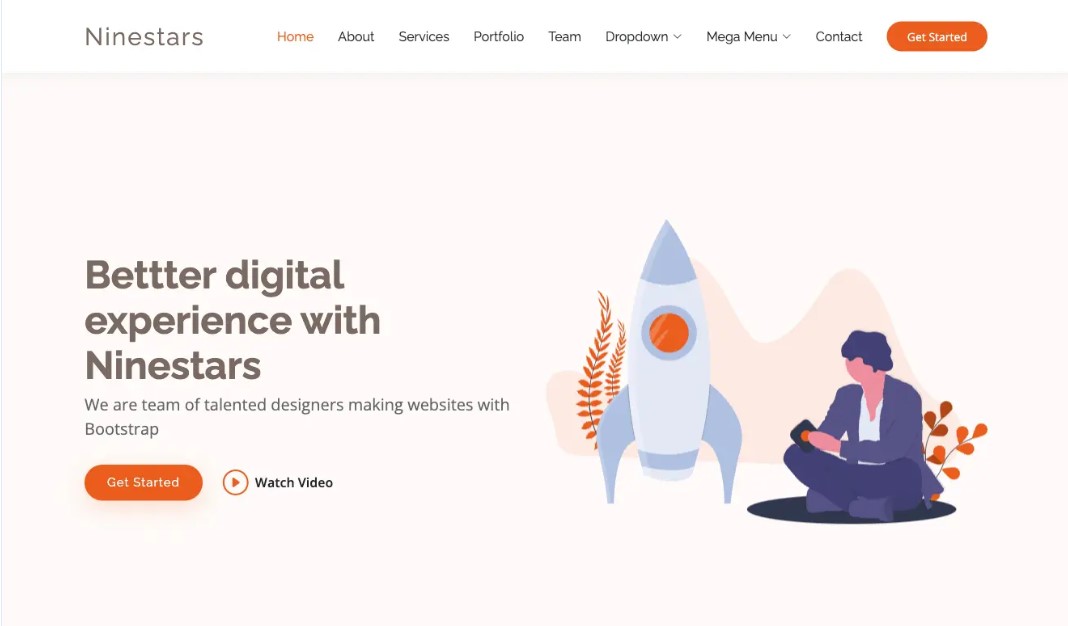 Ninestars
Home About Services Portfolio Team Dropdown Mega Menu Contact Get Started
Bettter digital
experience with
Ninestars
We are team of talented designers making websites with
Bootstrap
Get Started Watch Video